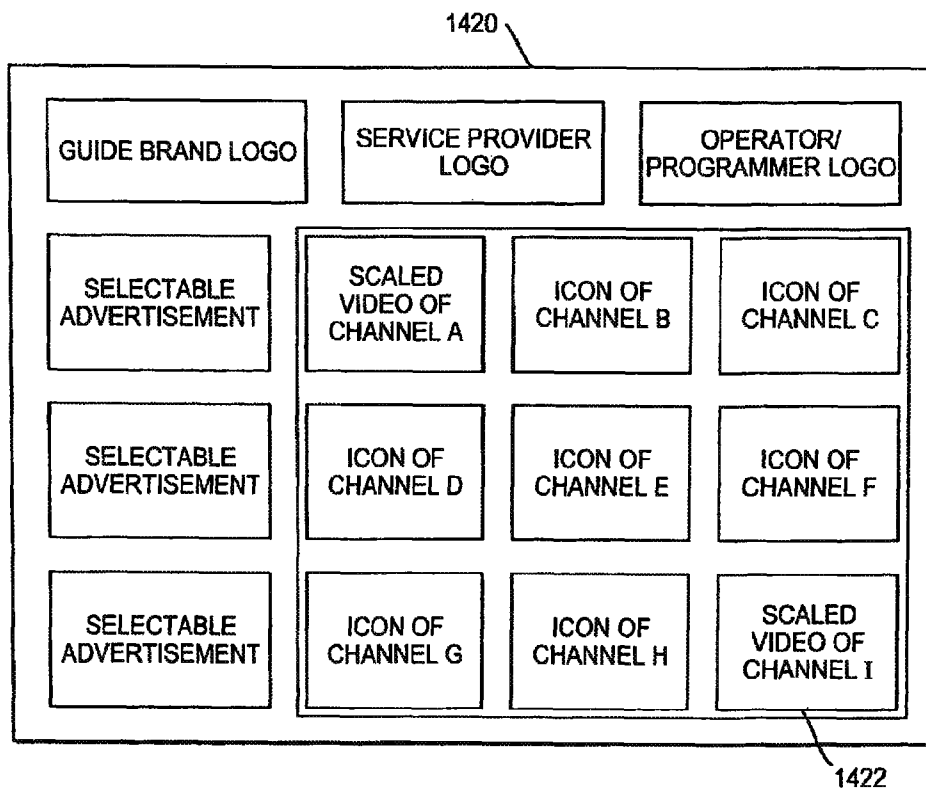 1420
GUIDE BRAND LOGO
SERVICE PROVIDER
LOGO
OPERATOR/
PROGRAMMER LOGO
SELECTABLE
ADVERTISEMENT
SCALED
VIDEO OF
CHANNEL A
ICON OF
CHANNEL B
ICON OF
CHANNEL C
SELECTABLE
ADVERTISEMENT
ICON OF
CHANNEL D
ICON OF
CHANNEL E
ICON OF
CHANNEL F
SELECTABLE
ADVERTISEMENT
ICON OF
CHANNEL G
ICON OF
CHANNEL H
SCALED
VIDEO OF
CHANNEL I
1422